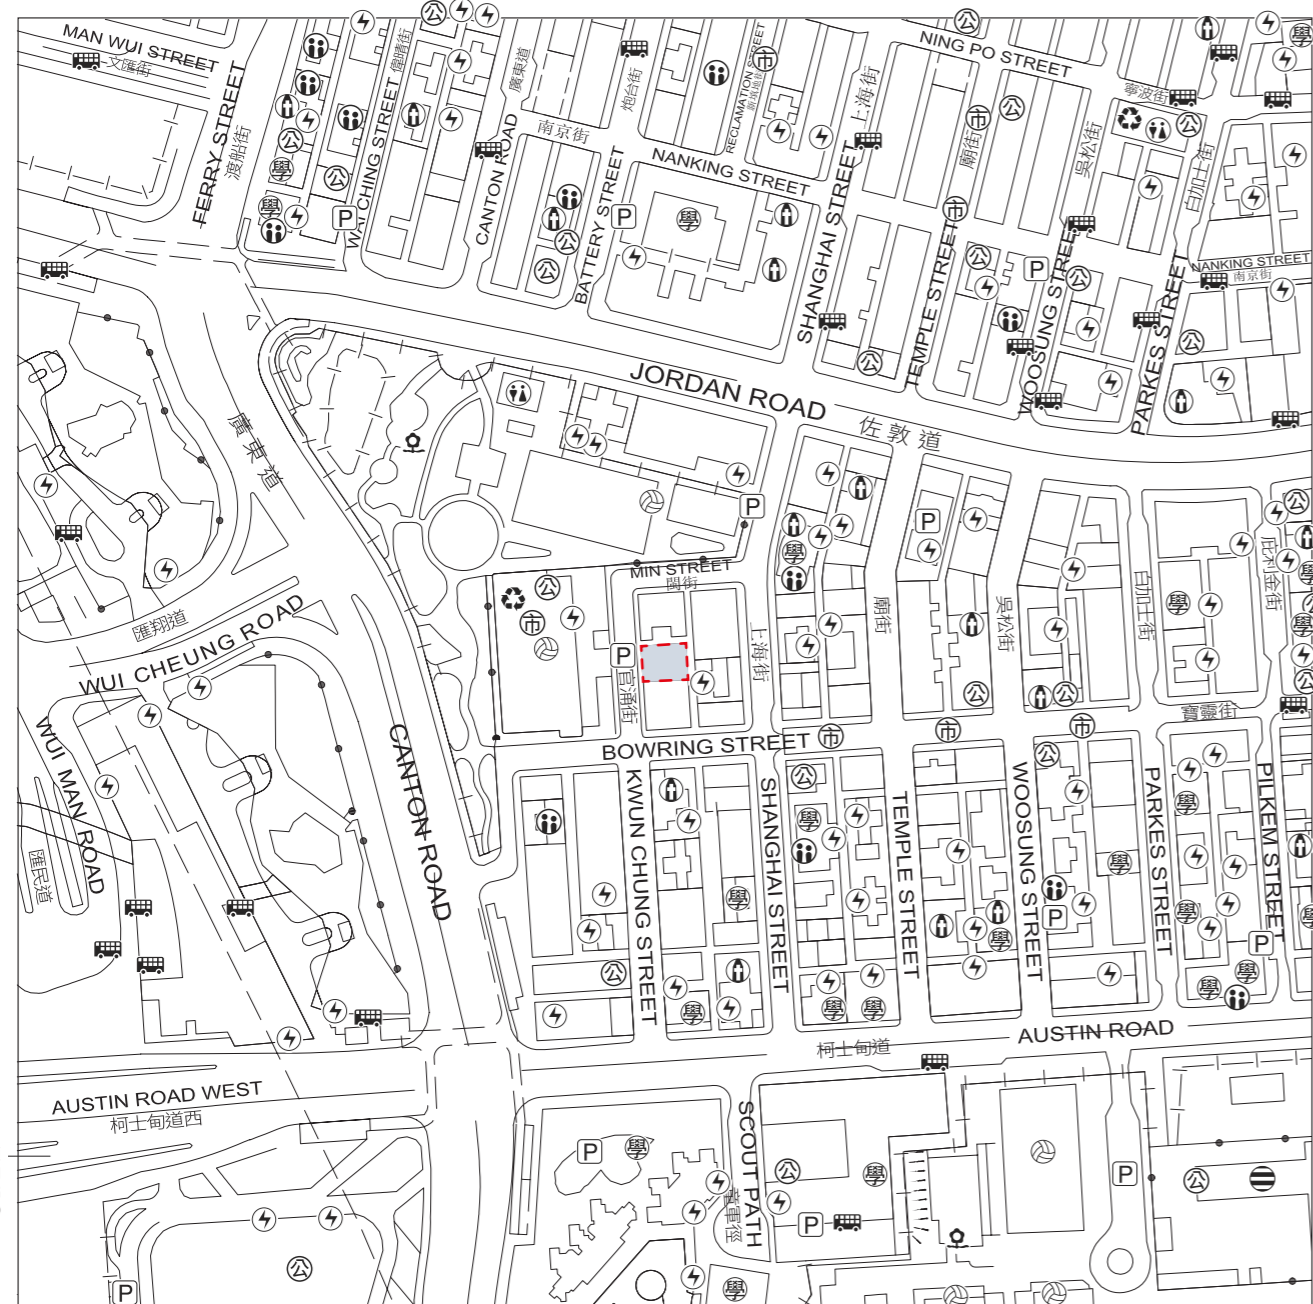 MAN WUI STREET
文匯街
FERRY STREET
渡船街
WAI CHING STREET
偉晴街
廣東道
CANTON ROAD
南京街
炮台街
BATTERY STREET
NANKING STREET
RECLAMATION STREET
上海街
SHANGHAI STREET
NING PO STREET
寧波街
廟街
TEMPLE STREET
吳松街
WOOSUNG STREET
白加士街
PARKES STREET
NANKING STREET
南京街
JORDAN ROAD
佐敦道
廣東道
MIN STREET
閩街
官涌街
上海街
廟街
吳松街
白加士街
庇利金街
寶靈街
匯翔道
WUI CHEUNG ROAD
WUI MAN ROAD
匯民道
CANTON ROAD
BOWRING STREET
KWUN CHUNG STREET
SHANGHAI STREET
TEMPLE STREET
WOOSUNG STREET
PARKES STREET
PILKEM STREET
AUSTIN ROAD
柯士甸道
AUSTIN ROAD WEST
柯士甸道西
SCOUT PATH
童軍徑